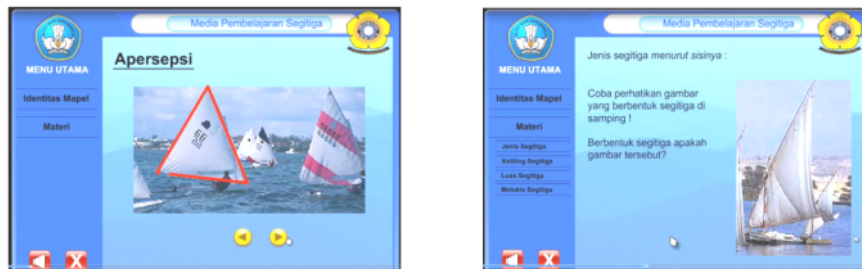 Media Pembelajaran Segitiga
MENU UTAMA
Identitas Mapel
Materi
Apersepsi
66
Media Pembelajaran Segitiga
MENU UTAMA
Identitas Mapel
Materi
Jenis Segitiga
Keliling Segitiga
Luas Segitiga
Melukis Segitiga
Jenis segitiga menurut sisinya :
Coba perhatikan gambar
yang berbentuk segitiga di
samping !
Berbentuk segitiga apakah
gambar tersebut?
X
X